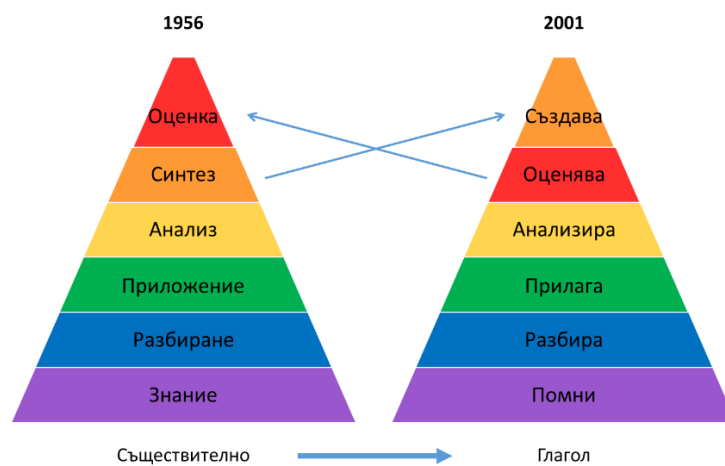 1956
Оценка
Синтез
Анализ
Приложение
Разбиране
Знание
2001
Създава
Оценява
Анализира
Прилага
Разбира
Помни
Съществително
Глагол